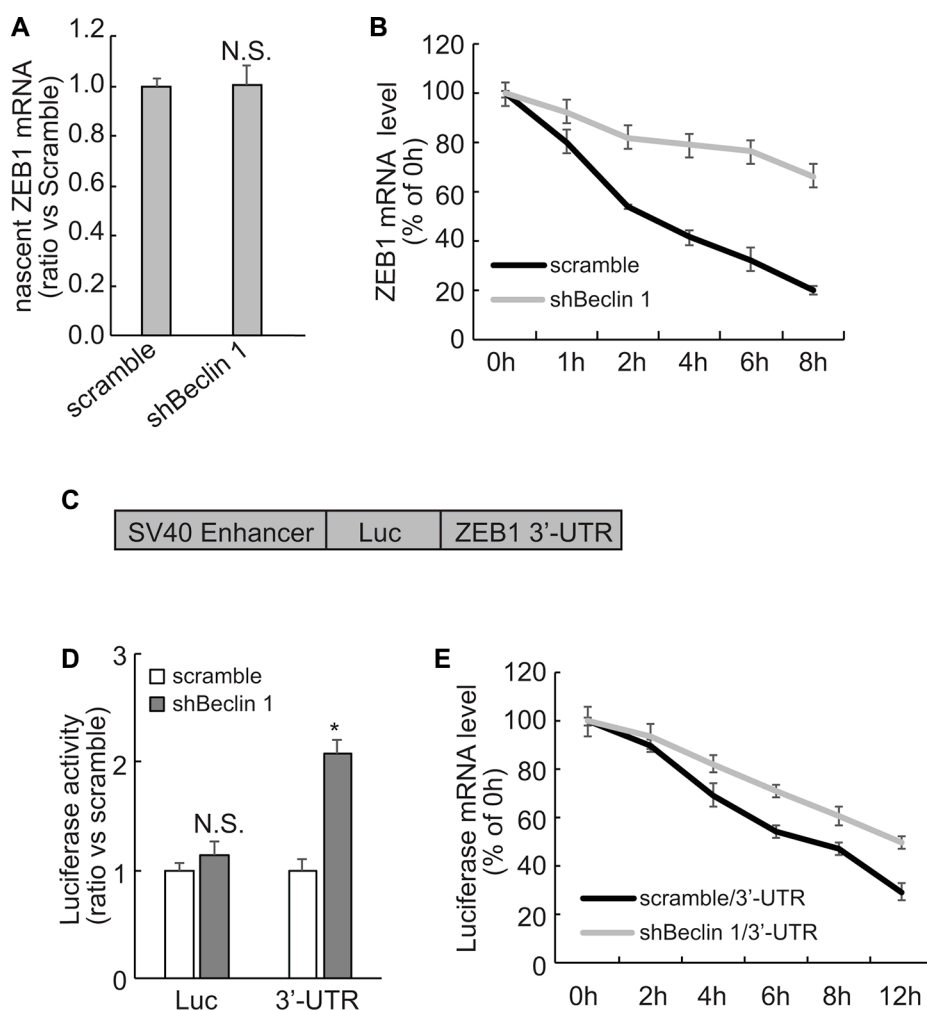 A
nascent ZEB1 mRNA
(ratio vs Scramble)
1.2
1.0
0.8
0.6
0.4
0.2
0.0
N.S.
scramble
shBeclin 1
B
ZEB1 mRNA level
(% of 0h)
120
100
80
60
40
20
0
scramble
shBeclin 1
0h 1h 2h 4h 6h 8h
C
SV40 Enhancer Luc ZEB1 3’-UTR
D
Luciferase activity
(ratio vs scramble)
3
2
1
0
scramble
shBeclin 1
N.S.
*
Luc 3’-UTR
E
Luciferase mRNA level
(% of 0h)
120
100
80
60
40
20
0
scramble/3’-UTR
shBeclin 1/3’-UTR
0h 2h 4h 6h 8h 12h